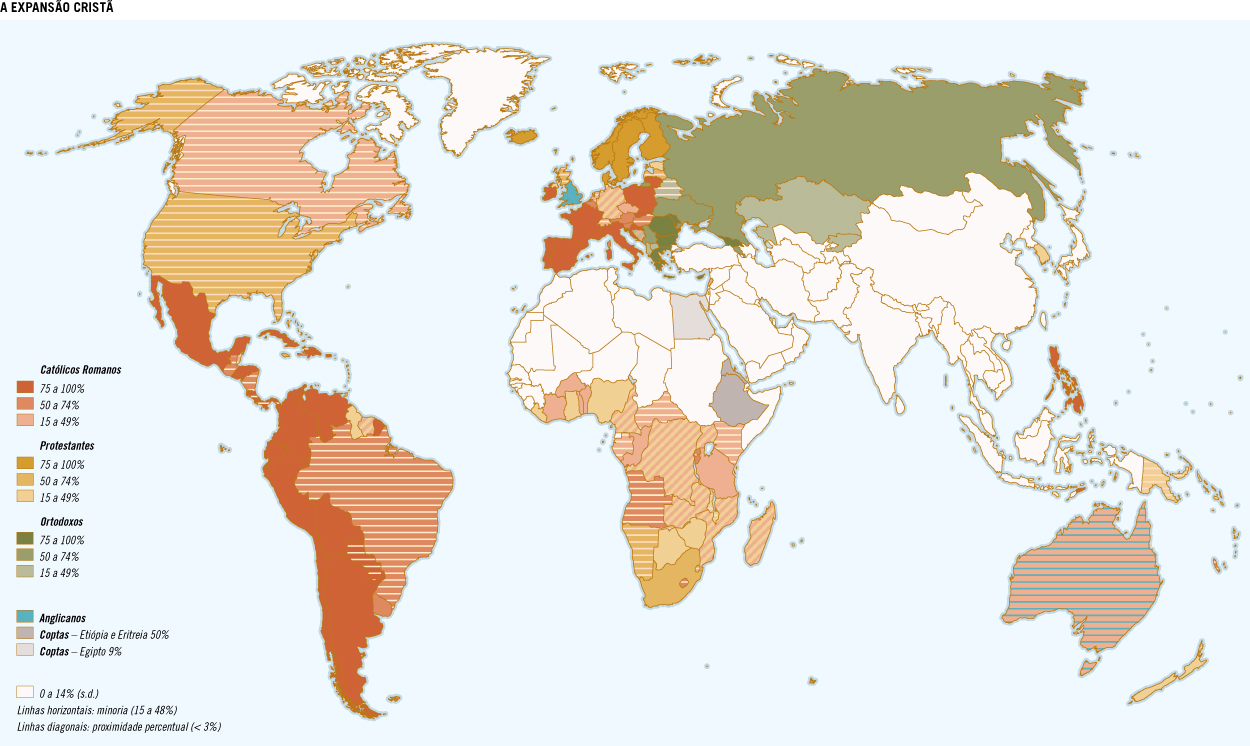 A EXPANSÃO CRISTÃ
Católicos Romanos
75 a 100%
50 a 74%
15 a 49%
Protestantes
75 a 100%
50 a 74%
15 a 49%
Ortodoxos
75 a 100%
50 a 74%
15 a 49%
Anglicanos
Coptas – Etiópia e Eritreia 50%
Coptas – Egipto 9%
0 a 14% (s.d.)
Linhas horizontais: minoria (15 a 48%)
Linhas diagonais: proximidade percentual (< 3%)